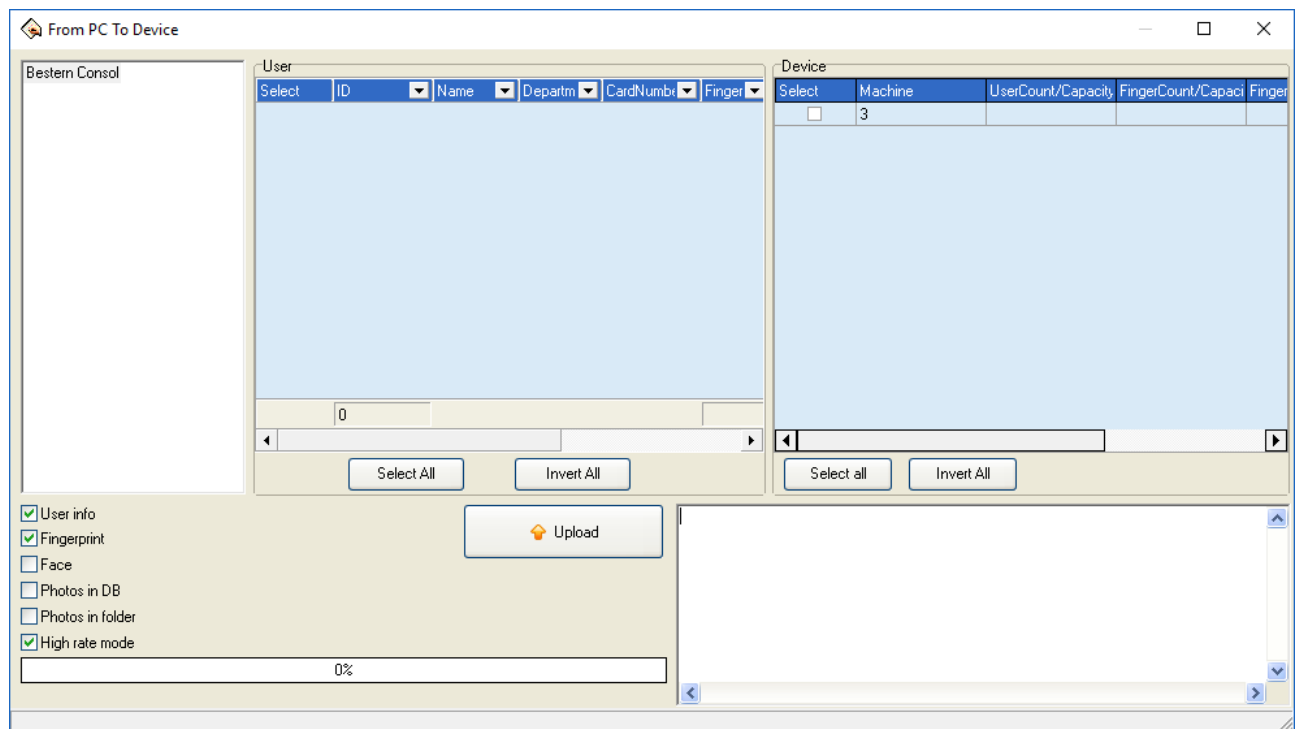 From PC To Device
Bestern Consol
User
Select ID Name Departm CardNumbe Finger
0
Select All Invert All
Device
Select Machine UserCount/Capacity FingerCount/Capaci Finger
3
Select all Invert All
User info
Fingerprint
Face
Photos in DB
Photos in folder
High rate mode
Upload
0%